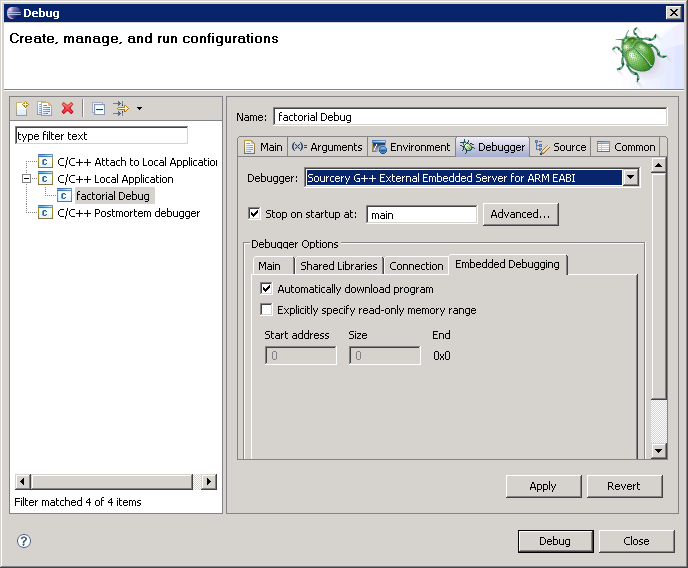 Debug
Create, manage, and run configurations
type filter text
C/C++ Attach to Local Application
C/C++ Local Application
factorial Debug
C/C++ Postmortem debugger
Filter matched 4 of 4 items
Name: factorial Debug
Main (x)= Arguments Environment Debugger Source Common
Debugger: Sourcery G++ External Embedded Server for ARM EABI
Stop on startup at: main Advanced...
Debugger Options
Main Shared Libraries Connection Embedded Debugging
Automatically download program
Explicitly specify read-only memory range
Start address Size End
0 0 0x0
Apply Revert
? Debug Close